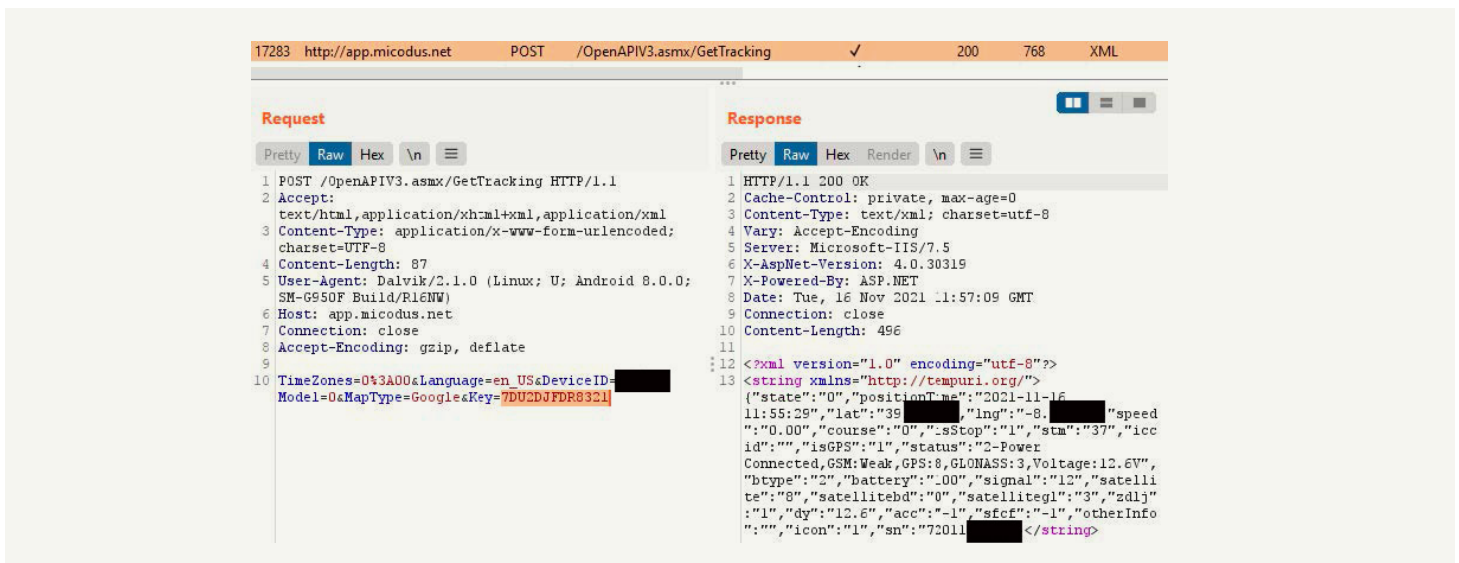 17283 http://app.micodus.net POST /OpenAPIV3.asmx/GetTracking ✓ 200 768 XML
Request
Pretty Raw Hex \n ≡
1 POST /OpenAPIV3.asmx/GetTracking HTTP/1.1
2 Accept:
text/html,application/xhtml+xml,application/xml
3 Content-Type: application/x-www-form-urlencoded;
charset=UTF-8
4 Content-Length: 87
5 User-Agent: Dalvik/2.1.0 (Linux; U; Android 8.0.0;
SM-G950F Build/R16NW)
6 Host: app.micodus.net
7 Connection: close
8 Accept-Encoding: gzip, deflate
9
10 TimeZones=0%3A00&Language=en_US&DeviceID=
Model=0&MapType=Google&Key=7DU2DJFDR8321
Response
Pretty Raw Hex Render \n ≡
1 HTTP/1.1 200 OK
2 Cache-Control: private, max-age=0
3 Content-Type: text/xml; charset=utf-8
4 Vary: Accept-Encoding
5 Server: Microsoft-IIS/7.5
6 X-AspNet-Version: 4.0.30319
7 X-Powered-By: ASP.NET
8 Date: Tue, 16 Nov 2021 11:57:09 GMT
9 Connection: close
10 Content-Length: 496
11
12 <?xml version="1.0" encoding="utf-8"?>
13 <string xmlns="http://tempuri.org/">
{"state":"0","positionTime":"2021-11-16
11:55:29","lat":"39 ,"lng":"-8. "speed
":"0.00","course":"0","isStop":"1","stm":"37","icc
id":"","isGPS":"1","status":"2-Power
Connected,GSM:Weak,GPS:8,GLONASS:3,Voltage:12.6V",
"btype":"2","battery":"100","signal":"12","satelli
te":"8","satellitebd":"0","satellitegl":"3","zdlj"
:"1","dy":"12.6","acc":"-1","sfcf":"-1","otherInfo
":"","icon":"1","sn":"72011 </string>